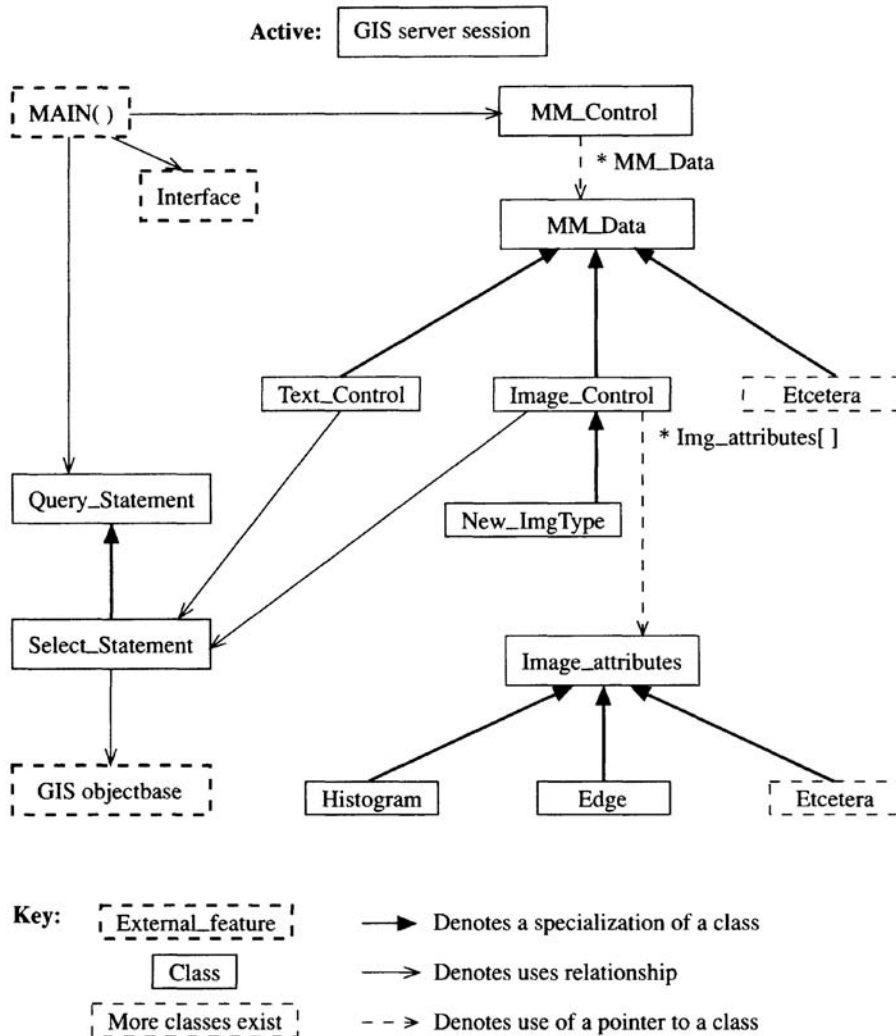 Active: GIS server session
MAIN( )
MM_Control
* MM_Data
Interface
MM_Data
Text_Control
Image_Control
Etcetera
* Img_attributes[ ]
Query_Statement
New_ImgType
Select_Statement
Image_attributes
GIS objectbase
Histogram
Edge
Etcetera
Key:
External_feature
Denotes a specialization of a class
Class
Denotes uses relationship
More classes exist
Denotes use of a pointer to a class